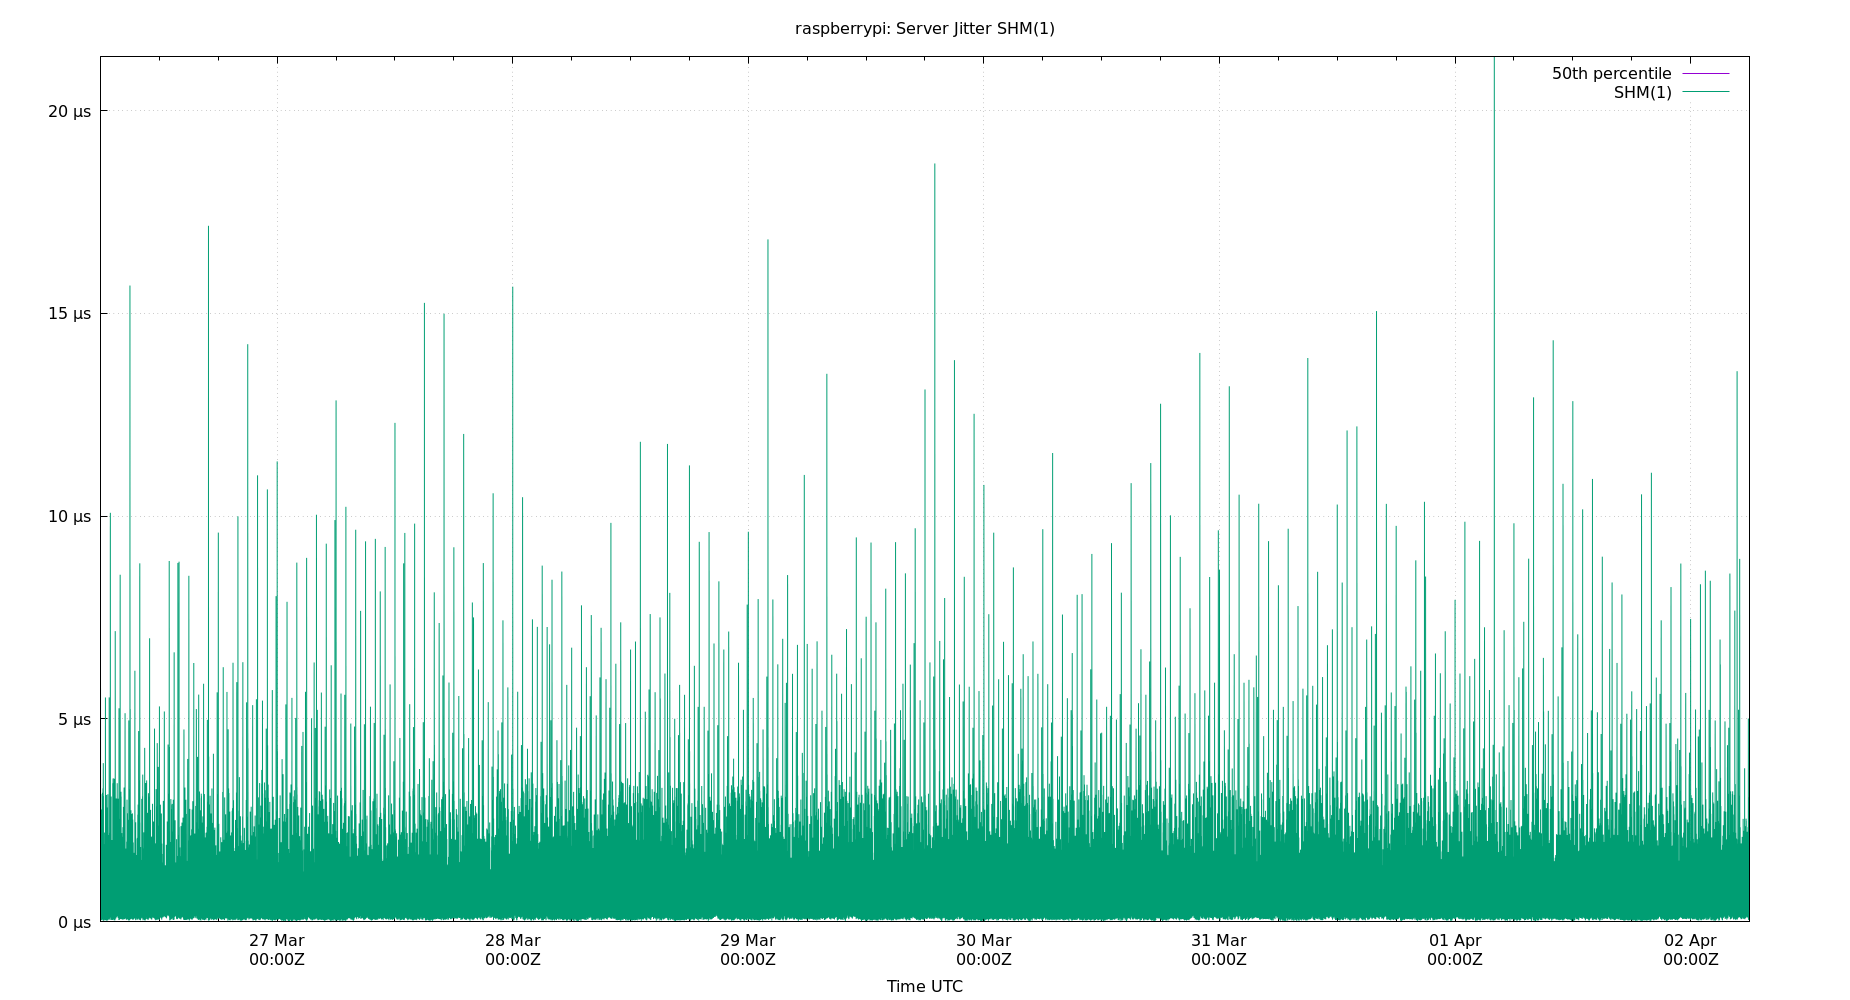 raspberrypi: Server Jitter SHM(1)
50th percentile
SHM(1)
20 µs
15 µs
10 µs
5 µs
0 µs
27 Mar 28 Mar 29 Mar 30 Mar 31 Mar 01 Apr 02 Apr
00:00Z 00:00Z 00:00Z 00:00Z 00:00Z 00:00Z 00:00Z
Time UTC